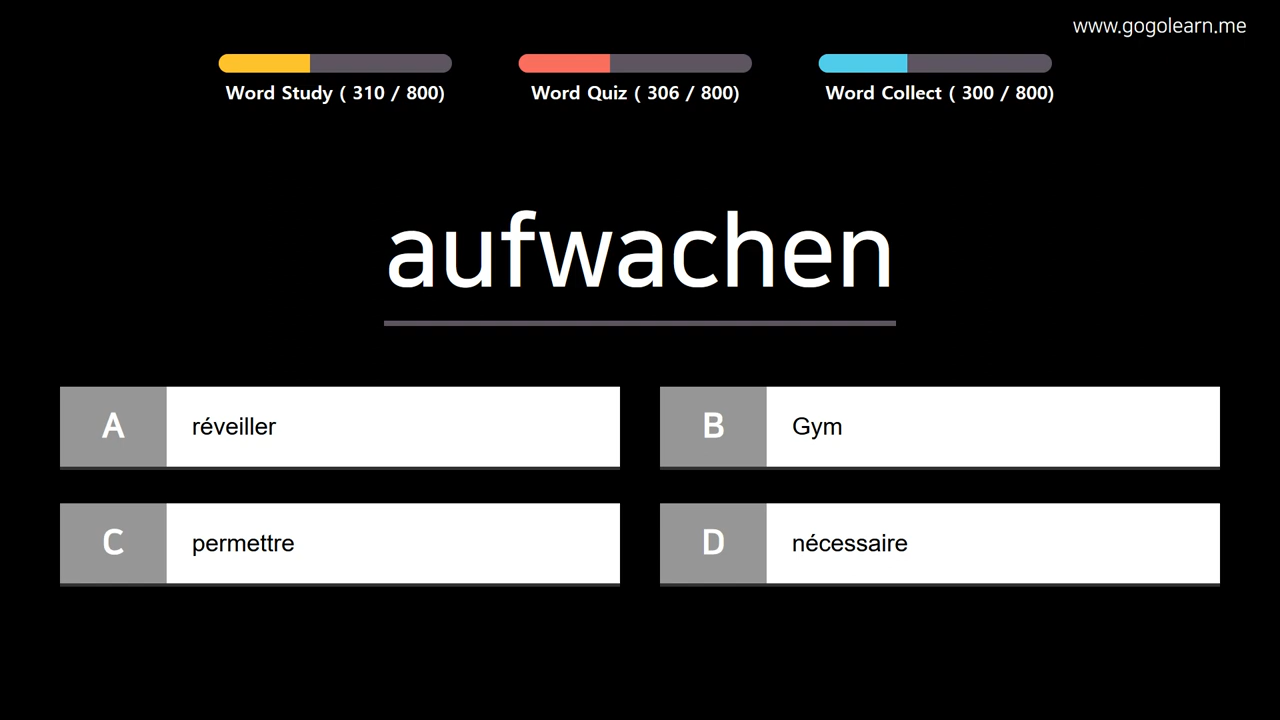 www.gogolearn.me
Word Study ( 310 / 800)
Word Quiz ( 306 / 800)
Word Collect ( 300 / 800)
aufwachen
A réveiller
B Gym
C permettre
D nécessaire